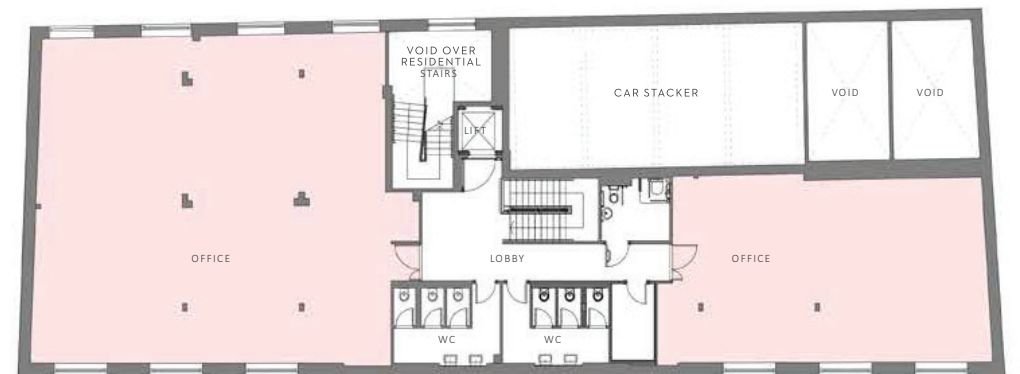 VOID OVER
RESIDENTIAL
STAIRS
CAR STACKER
VOID
VOID
LIFT
OFFICE
LOBBY
OFFICE
WC
WC